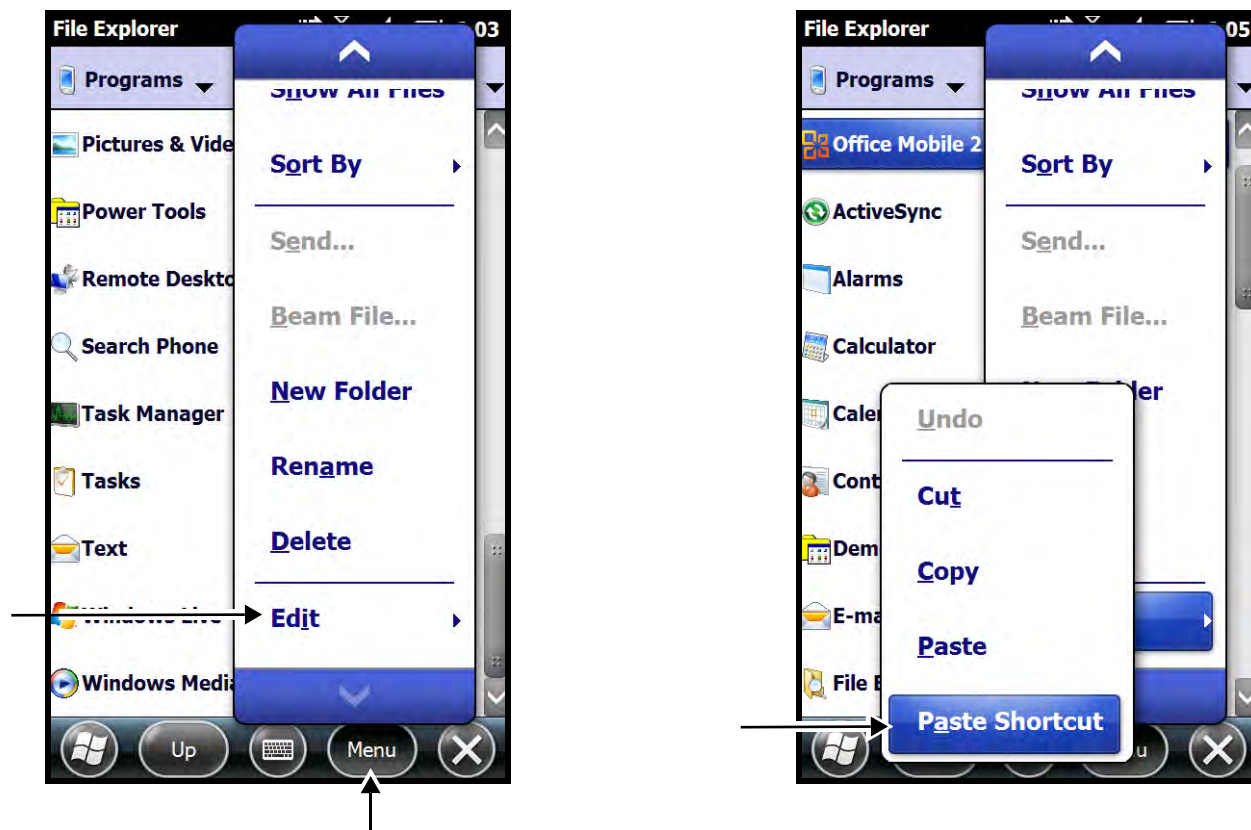 File Explorer
03
Programs
Show All Files
Pictures & Vide
Sort By
Power Tools
Send...
Remote Deskto
Beam File...
Search Phone
New Folder
Task Manager
Rename
Tasks
Delete
Text
Edit
Windows Media
Up
Menu
File Explorer
05
Programs
Show All Files
Office Mobile 2
Sort By
ActiveSync
Send...
Alarms
Beam File...
Calculator
der
Cale
Undo
Cont
Cut
Dem
Copy
E-ma
Paste
File E
Paste Shortcut
u